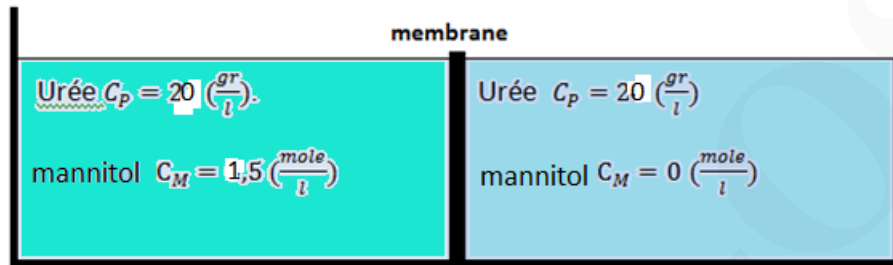 membrane
Urée C_P = 20 (gr/l).
mannitol C_M = 1,5 (mole/l)
Urée C_P = 20 (gr/l)
mannitol C_M = 0 (mole/l)